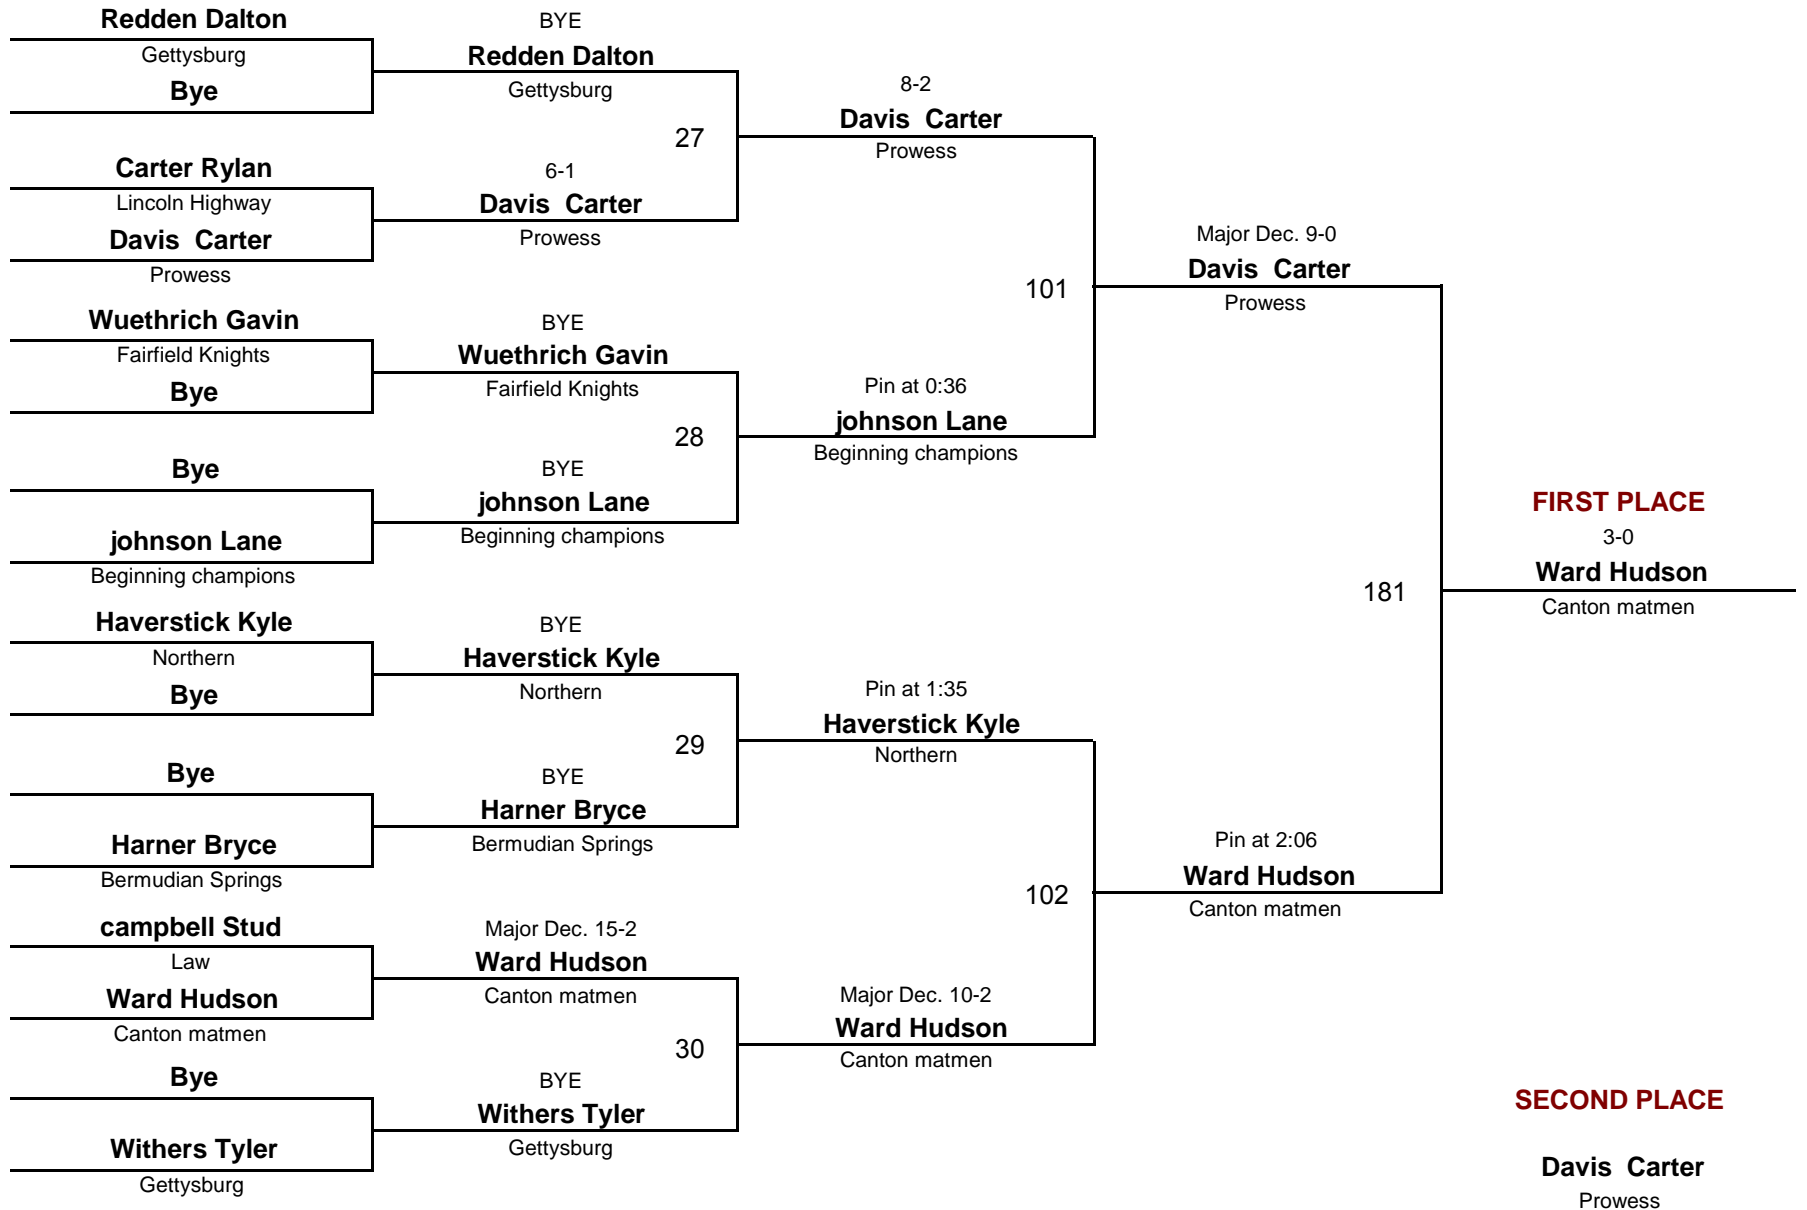 Redden Dalton
Gettysburg
Bye
Carter Rylan
Lincoln Highway
Davis  Carter
Prowess
Wuethrich Gavin
Fairfield Knights
Bye
Bye
johnson Lane
Beginning champions
Haverstick Kyle
Northern
Bye
Bye
Harner Bryce
Bermudian Springs
campbell Stud
Law
Ward Hudson
Canton matmen
Bye
Withers Tyler
Gettysburg
BYE
Redden Dalton
Gettysburg
27
6-1
Davis  Carter
Prowess
BYE
Wuethrich Gavin
Fairfield Knights
28
BYE
johnson Lane
Beginning champions
BYE
Haverstick Kyle
Northern
29
BYE
Harner Bryce
Bermudian Springs
Major Dec. 15-2
Ward Hudson
Canton matmen
30
BYE
Withers Tyler
Gettysburg
8-2
Davis  Carter
Prowess
101
Pin at 0:36
johnson Lane
Beginning champions
Pin at 1:35
Haverstick Kyle
Northern
102
Major Dec. 10-2
Ward Hudson
Canton matmen
Major Dec. 9-0
Davis  Carter
Prowess
181
Pin at 2:06
Ward Hudson
Canton matmen
FIRST PLACE
3-0
Ward Hudson
Canton matmen
SECOND PLACE
Davis  Carter
Prowess